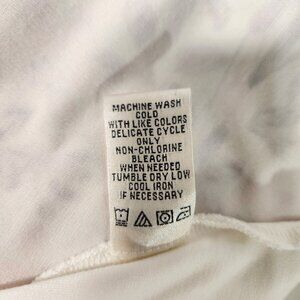 MACHINE WASH
COLD
WITH LIKE COLORS
DELICATE CYCLE
ONLY
NON-CHLORINE
BLEACH
WHEN NEEDED
TUMBLE DRY LOW
COOL IRON
IF NECESSARY